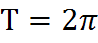 T = 2π